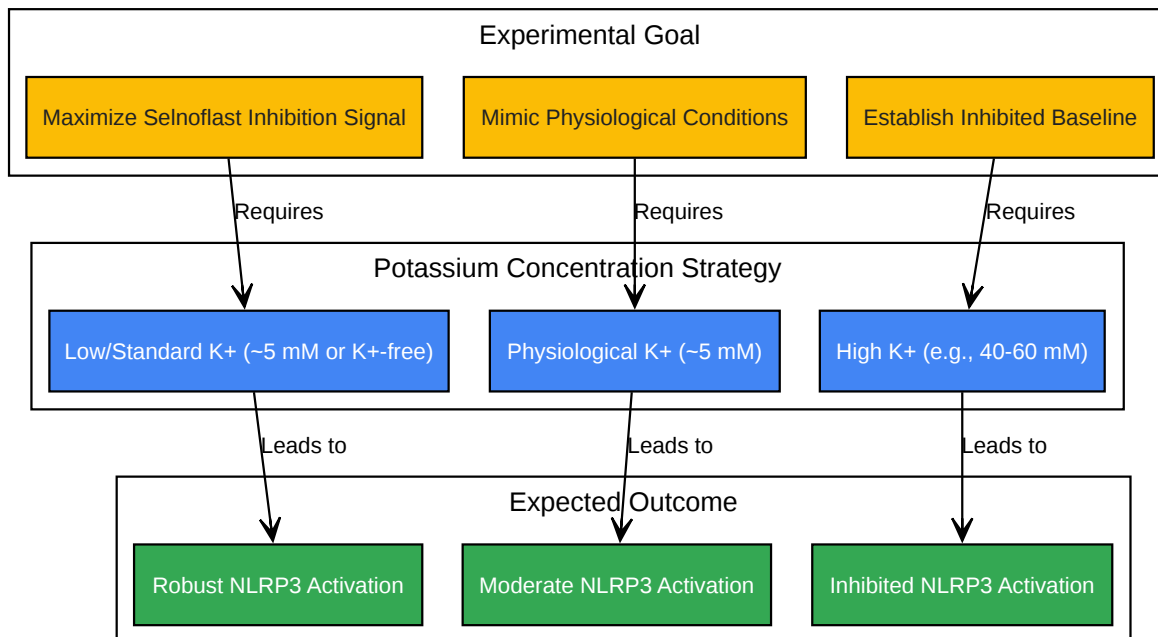 Experimental Goal
Maximize Selnoflast Inhibition Signal
Mimic Physiological Conditions
Establish Inhibited Baseline
Requires
Requires
Requires
Potassium Concentration Strategy
Low/Standard K+ (~5 mM or K+-free)
Physiological K+ (~5 mM)
High K+ (e.g., 40-60 mM)
Leads to
Leads to
Leads to
Expected Outcome
Robust NLRP3 Activation
Moderate NLRP3 Activation
Inhibited NLRP3 Activation